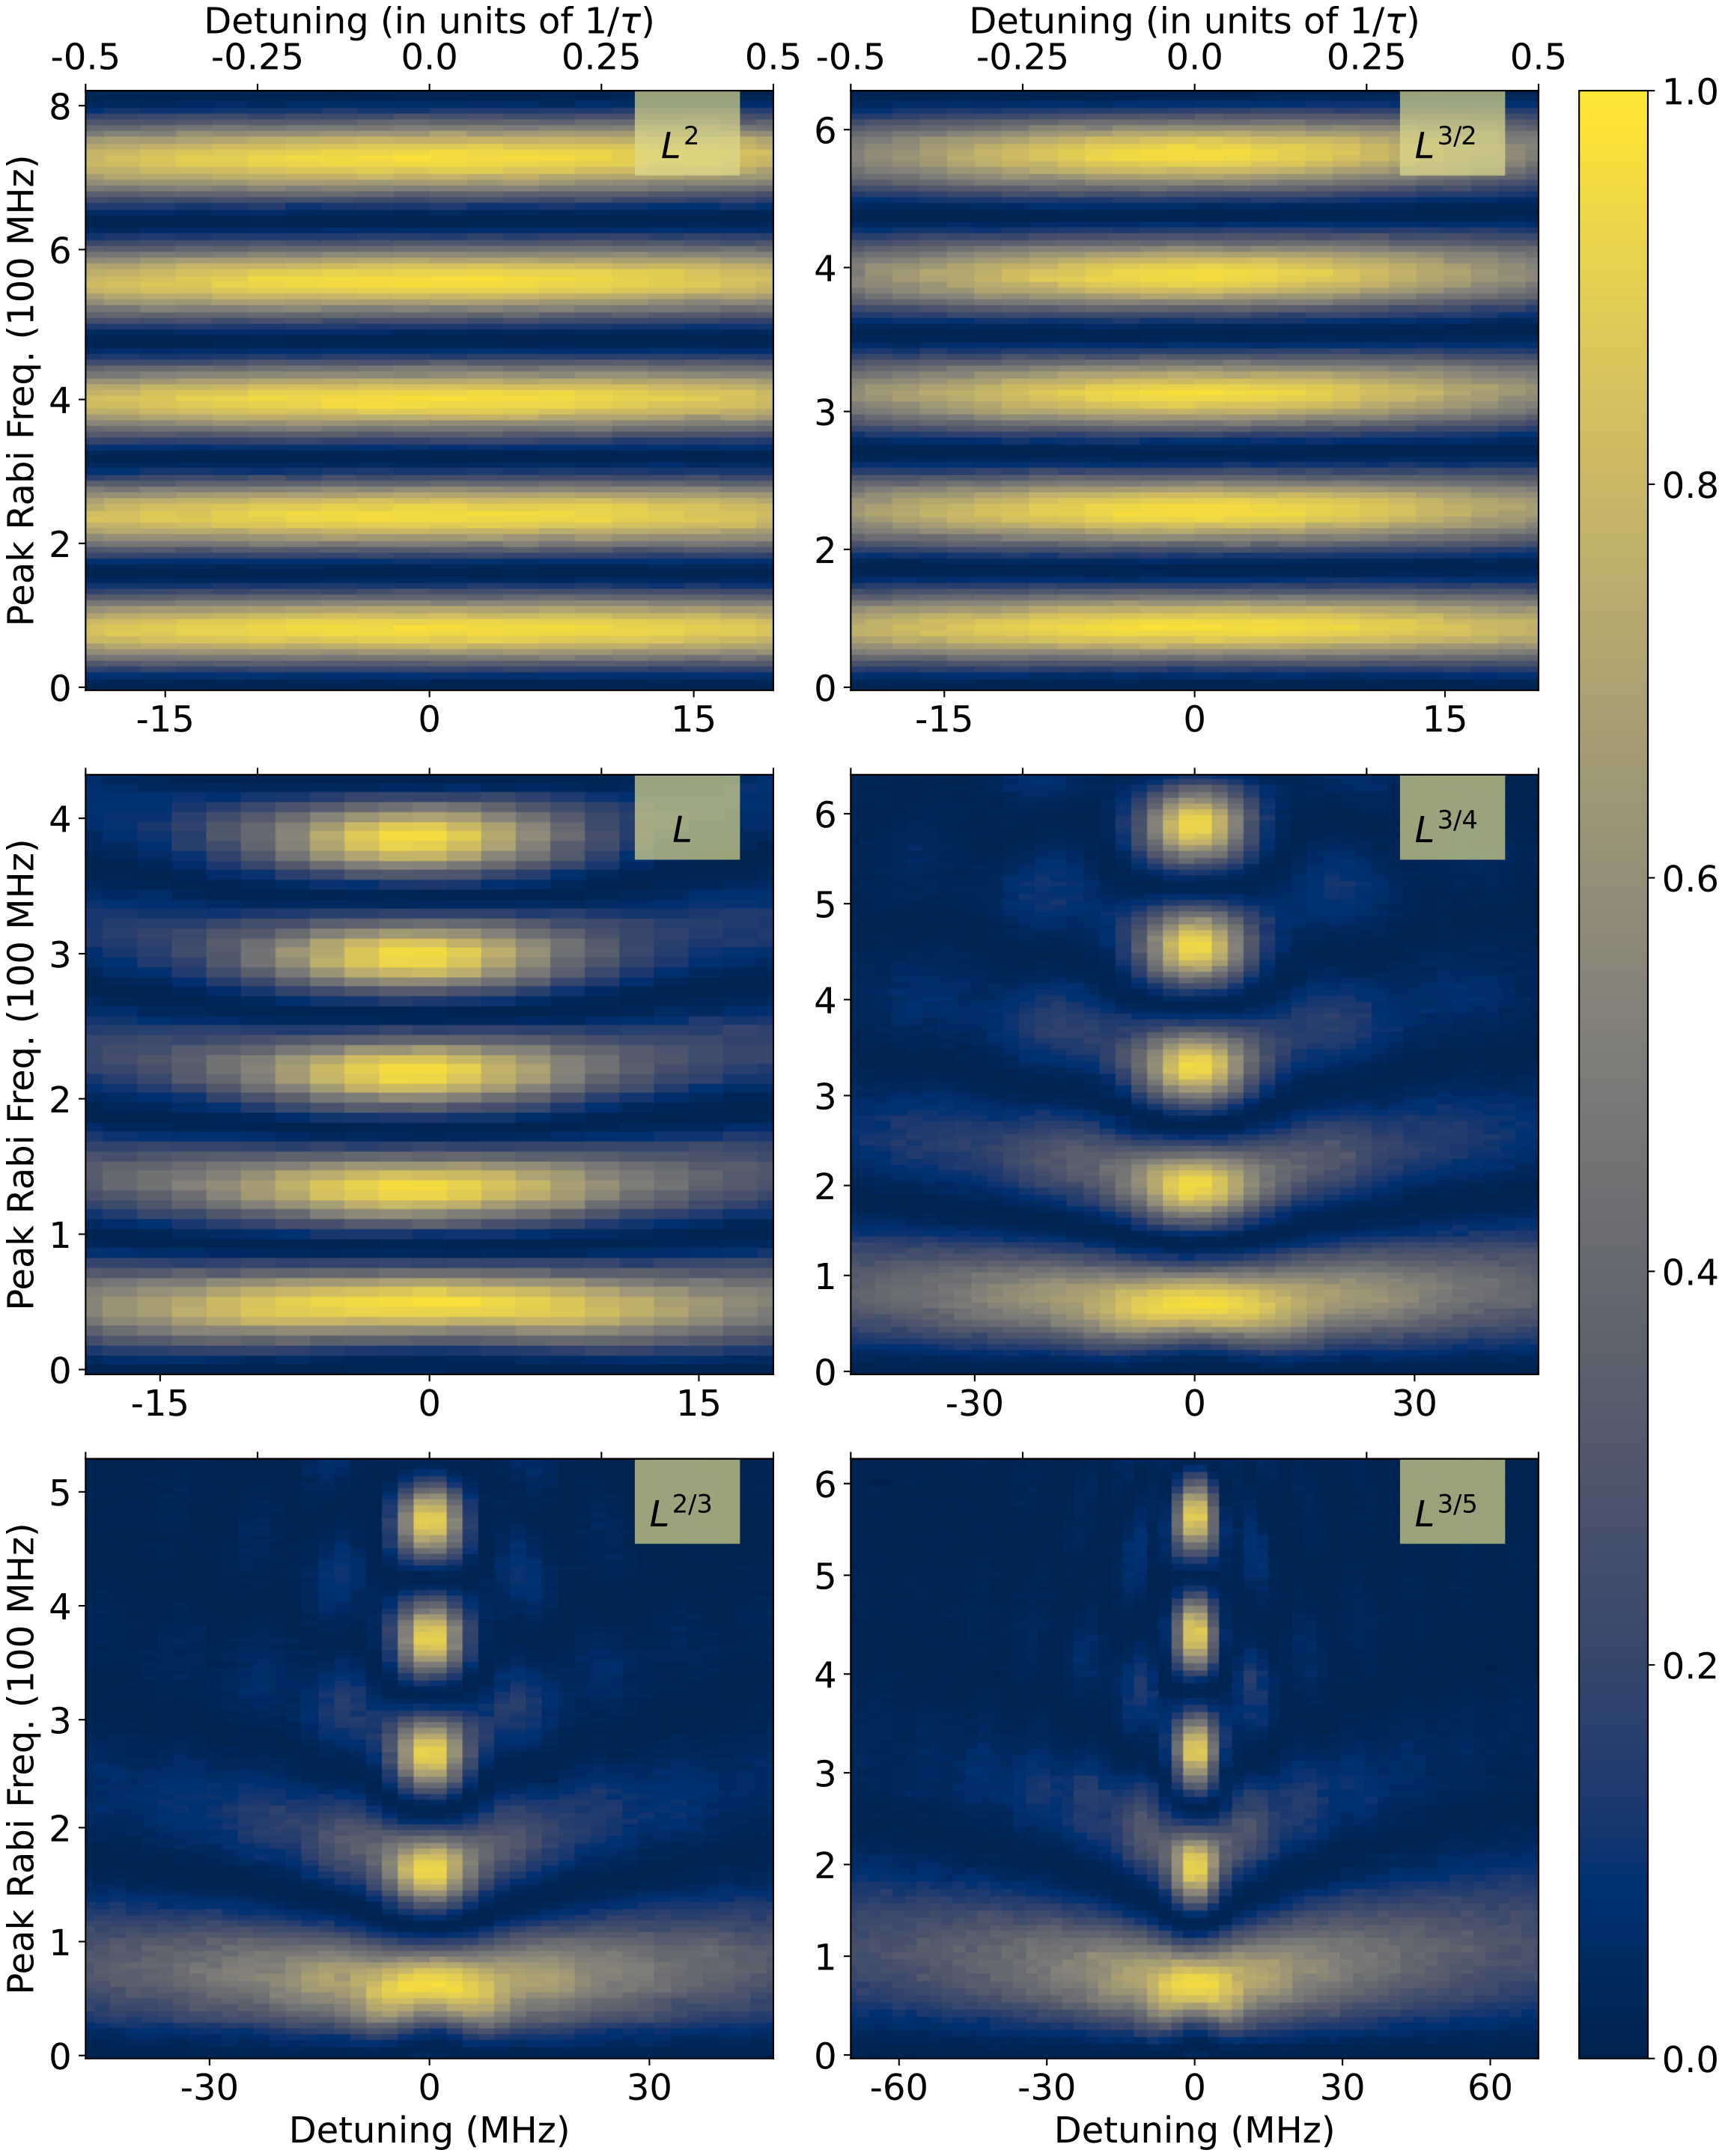 Detuning (in units of 1/τ) Detuning (in units of 1/τ)
-0.5 -0.25 0.0 0.25 0.5 -0.5 -0.25 0.0 0.25 0.5
Peak Rabi Freq. (100 MHz)
8
6
4
2
0
L^2
-15 0 15
6
4
3
2
0
L^{3/2}
-15 0 15
1.0
0.8
0.6
0.4
0.2
0.0
Peak Rabi Freq. (100 MHz)
4
3
2
1
0
L
-15 0 15
6
5
4
3
2
1
0
L^{3/4}
-30 0 30
Peak Rabi Freq. (100 MHz)
5
4
3
2
1
0
L^{2/3}
-30 0 30
Detuning (MHz)
6
5
4
3
2
1
0
L^{3/5}
-60 -30 0 30 60
Detuning (MHz)